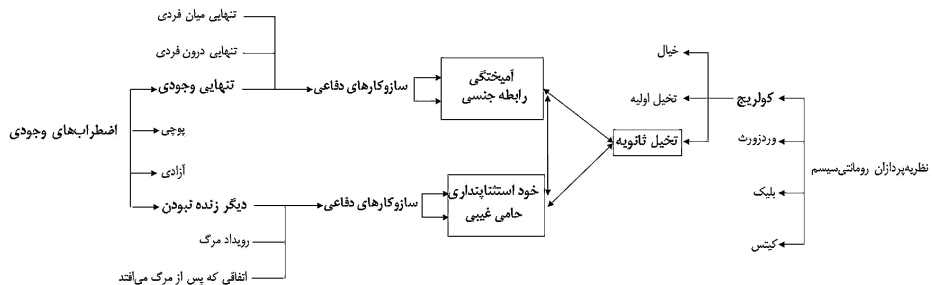 نظریه‌پردازان رومانتی‌سیسم
کولریج
وردزورث
بلیک
کیتس
خیال
تخیل اولیه
تخیل ثانویه
آمیختگی
رابطه جنسی
خود استثناپنداری
حامی غیبی
سازوکارهای دفاعی
سازوکارهای دفاعی
تنهایی میان فردی
تنهایی درون فردی
تنهایی وجودی
پوچی
آزادی
دیگر زنده نبودن
رویداد مرگ
اتفاقی که پس از مرگ می‌افتد
اضطراب‌های وجودی